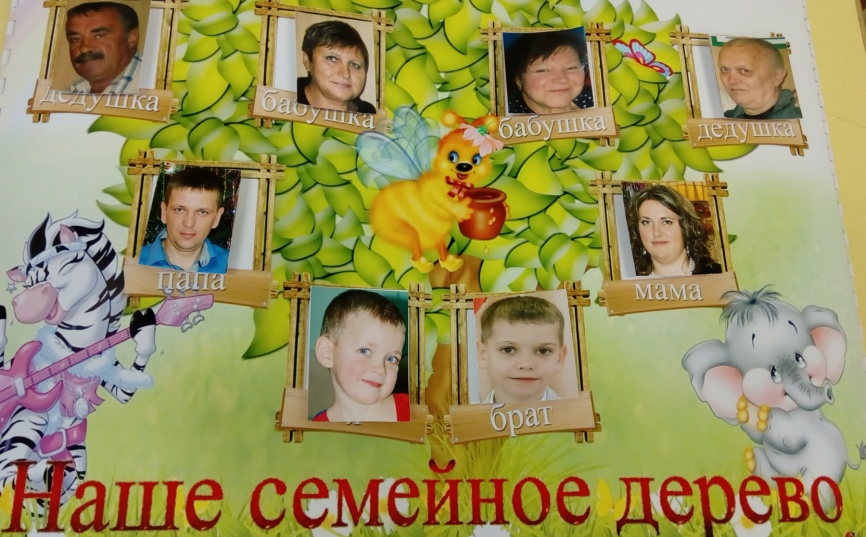 дедушка
бабушка
бабушка
дедушка
папа
мама
брат
Наше семейное дерево